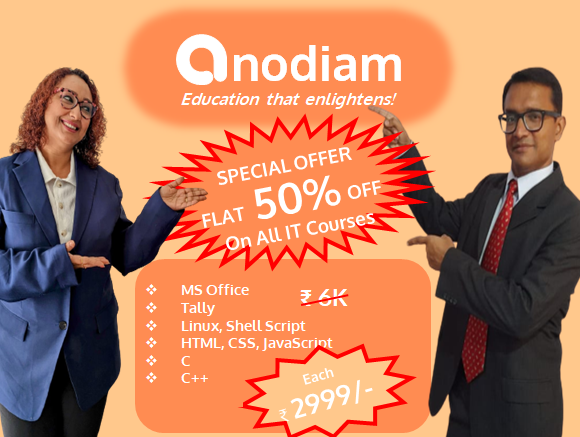 anodiam
Education that enlightens!
SPECIAL OFFER
FLAT 50% OFF
On All IT Courses
❖ MS Office
₹ 6K
❖ Tally
❖ Linux, Shell Script
❖ HTML, CSS, JavaScript
❖ C
❖ C++
Each
₹ 2999/-